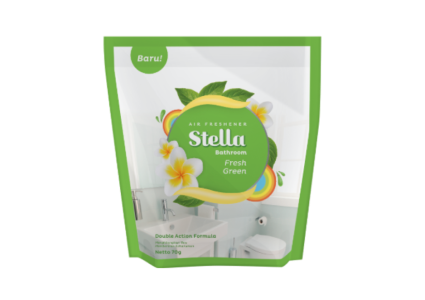 Baru!
AIR FRESHENER
Stella
Bathroom
Fresh
Green
Double Action Formula